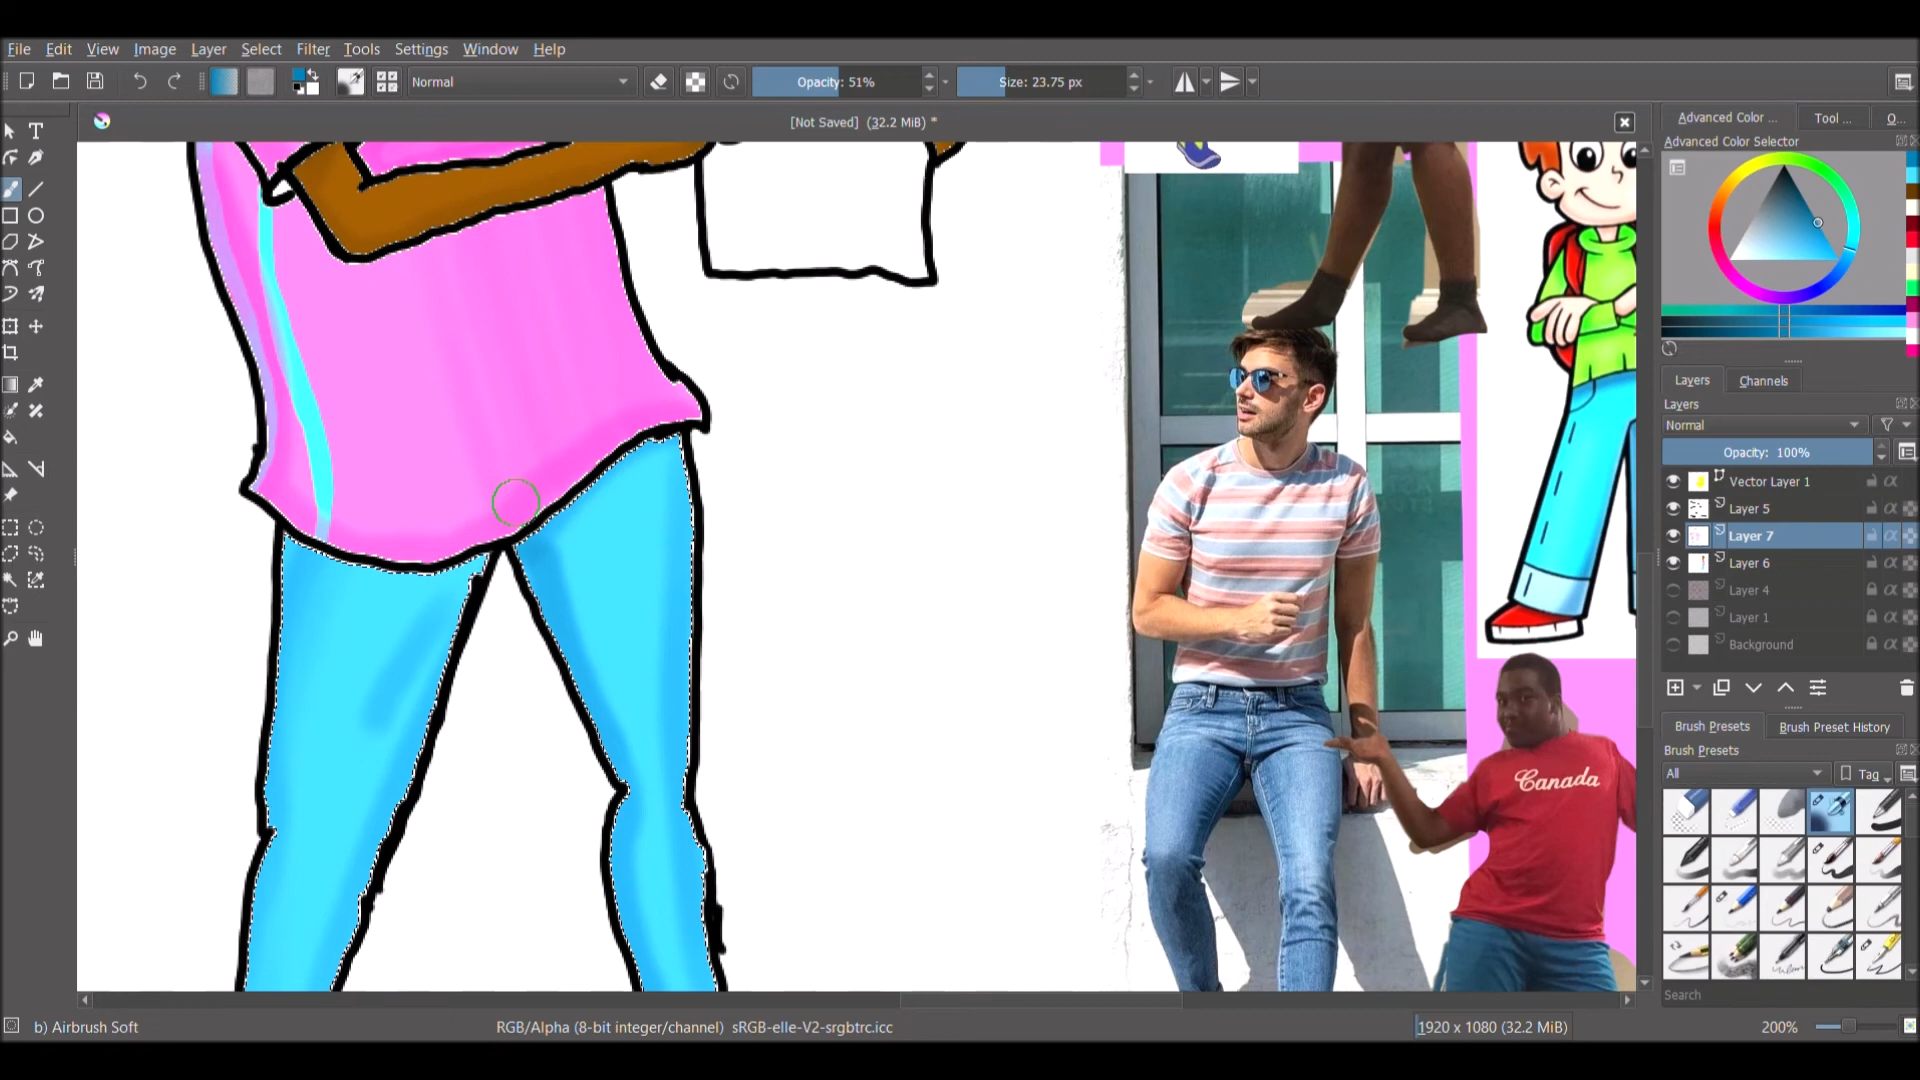 File Edit View Image Layer Select Filter Tools Settings Window Help
Normal Opacity: 51% Size: 23.75 px
[Not Saved] (32.2 MiB) *
Advanced Color ... Tool ... O...
Advanced Color Selector
Layers Channels
Layers
Normal
Opacity: 100%
Vector Layer 1
Layer 5
Layer 7
Layer 6
Layer 4
Layer 1
Background
Brush Presets Brush Preset History
Brush Presets
All Tag
Canada
Search
b) Airbrush Soft RGB/Alpha (8-bit integer/channel) sRGB-elle-V2-srgbtrc.icc 1920 x 1080 (32.2 MiB) 200%